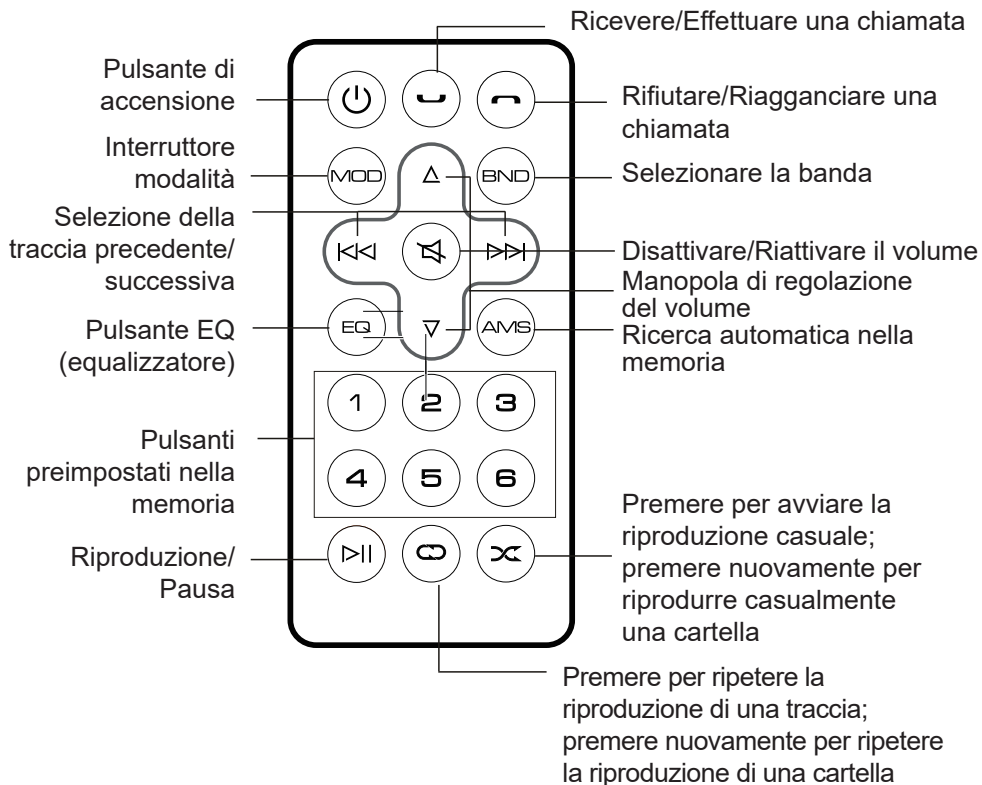 Ricevere/Effettuare una chiamata
Pulsante di
accensione
Rifiutare/Riagganciare una
chiamata
Interruttore
modalità
MOD
BND
Selezionare la banda
Selezione della
traccia precedente/
successiva
Disattivare/Riattivare il volume
Manopola di regolazione
del volume
Pulsante EQ
(equalizzatore)
EQ
AMS
Ricerca automatica nella
memoria
1 2 3
4 5 6
Pulsanti
preimpostati nella
memoria
Riproduzione/
Pausa
Premere per avviare la
riproduzione casuale;
premere nuovamente per
riprodurre casualmente
una cartella
Premere per ripetere la
riproduzione di una traccia;
premere nuovamente per ripetere
la riproduzione di una cartella